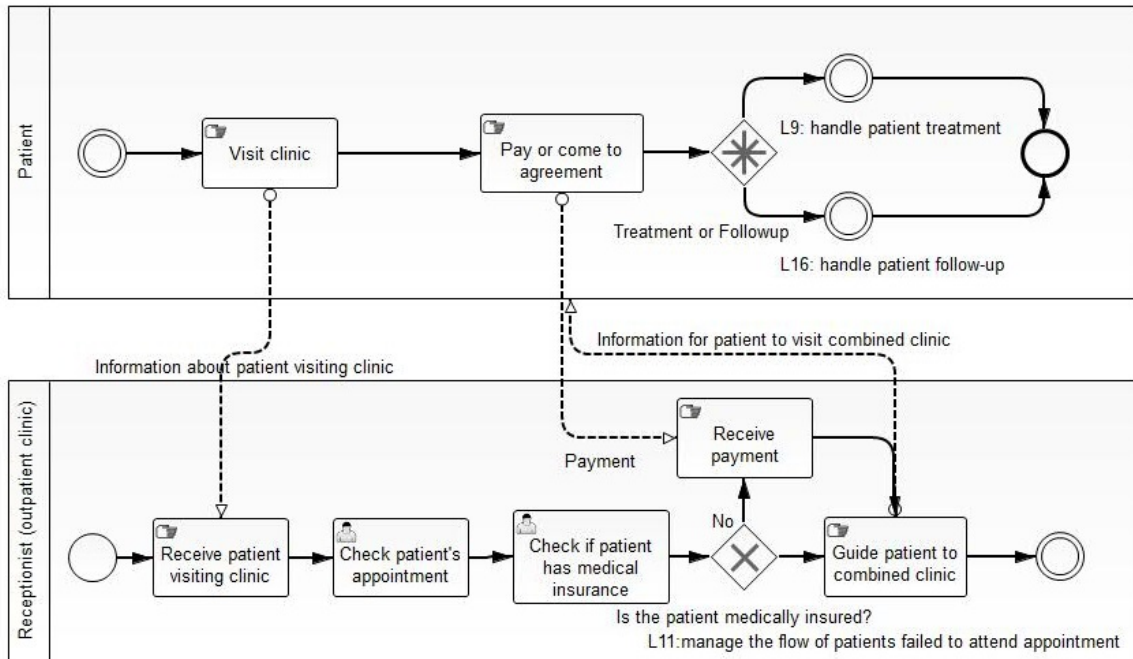 Patient
Visit clinic
Pay or come to
agreement
L9: handle patient treatment
Treatment or Followup
L16: handle patient follow-up
Information about patient visiting clinic
Information for patient to visit combined clinic
Receptionist (outpatient clinic)
Payment
Receive
payment
No
Receive patient
visiting clinic
Check patient's
appointment
Check if patient
has medical
insurance
Guide patient to
combined clinic
Is the patient medically insured?
L11:manage the flow of patients failed to attend appointment